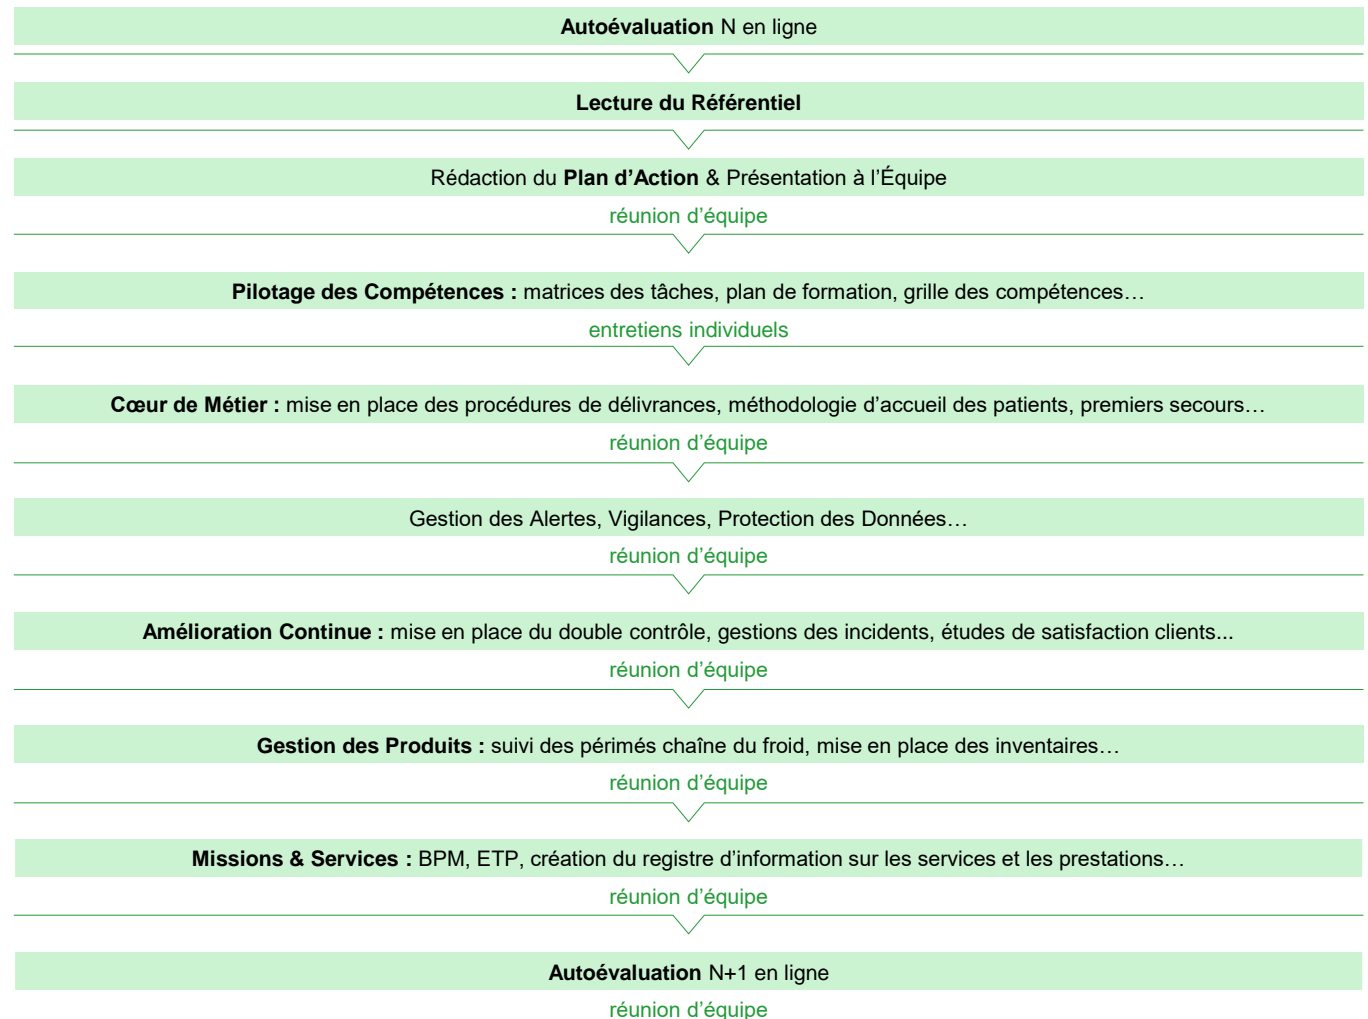 Autoévaluation N en ligne
Lecture du Référentiel
Rédaction du Plan d’Action & Présentation à l’Équipe
réunion d’équipe
Pilotage des Compétences : matrices des tâches, plan de formation, grille des compétences…
entretiens individuels
Cœur de Métier : mise en place des procédures de délivrances, méthodologie d’accueil des patients, premiers secours…
réunion d’équipe
Gestion des Alertes, Vigilances, Protection des Données…
réunion d’équipe
Amélioration Continue : mise en place du double contrôle, gestions des incidents, études de satisfaction clients...
réunion d’équipe
Gestion des Produits : suivi des périmés chaîne du froid, mise en place des inventaires…
réunion d’équipe
Missions & Services : BPM, ETP, création du registre d’information sur les services et les prestations…
réunion d’équipe
Autoévaluation N+1 en ligne
réunion d’équipe